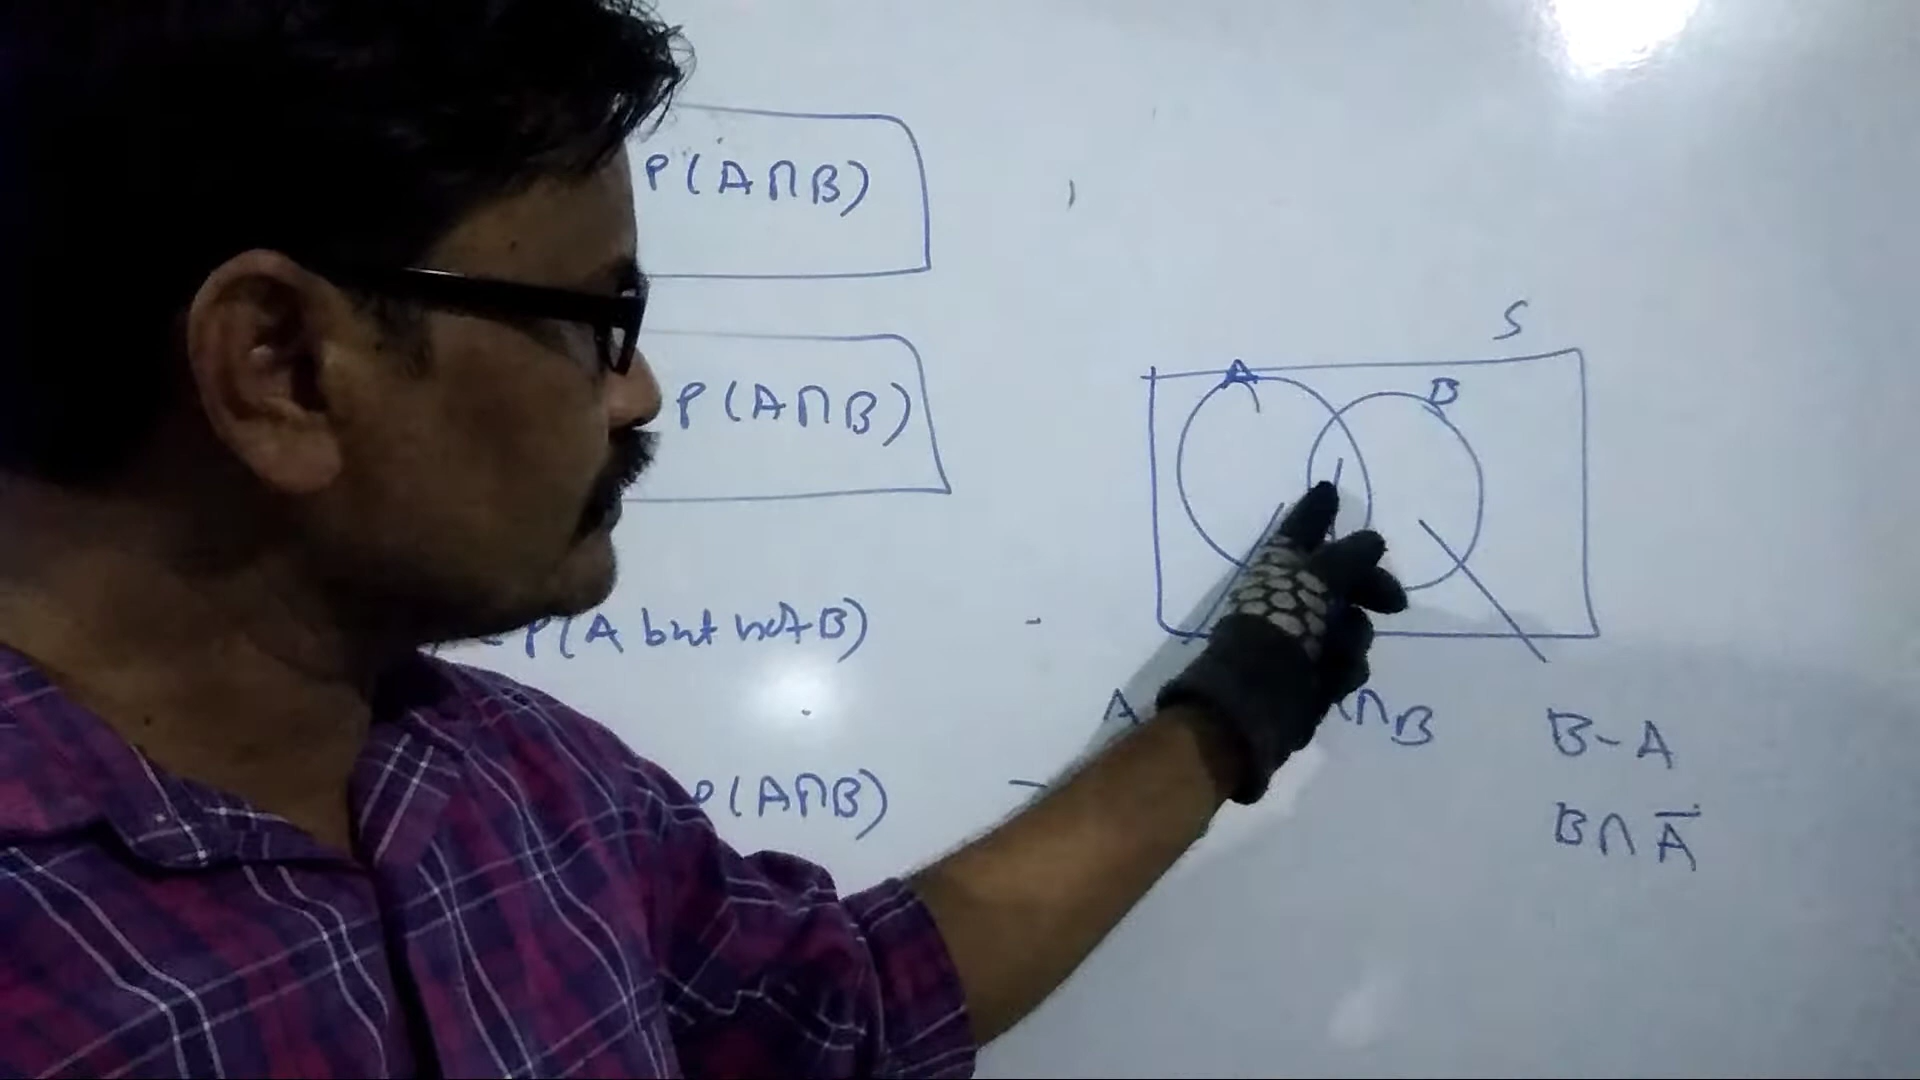 P(A∩B)
P(A∩B)
= P(A but not B)
P(A∩B)
S
A B
A ∩B B-A
B∩A̅